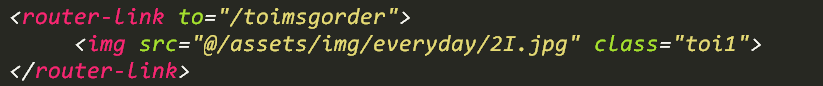 <router-link to="/toimsgorder">
<img src="@/assets/img/everyday/2I.jpg" class="toi1">
</router-link>